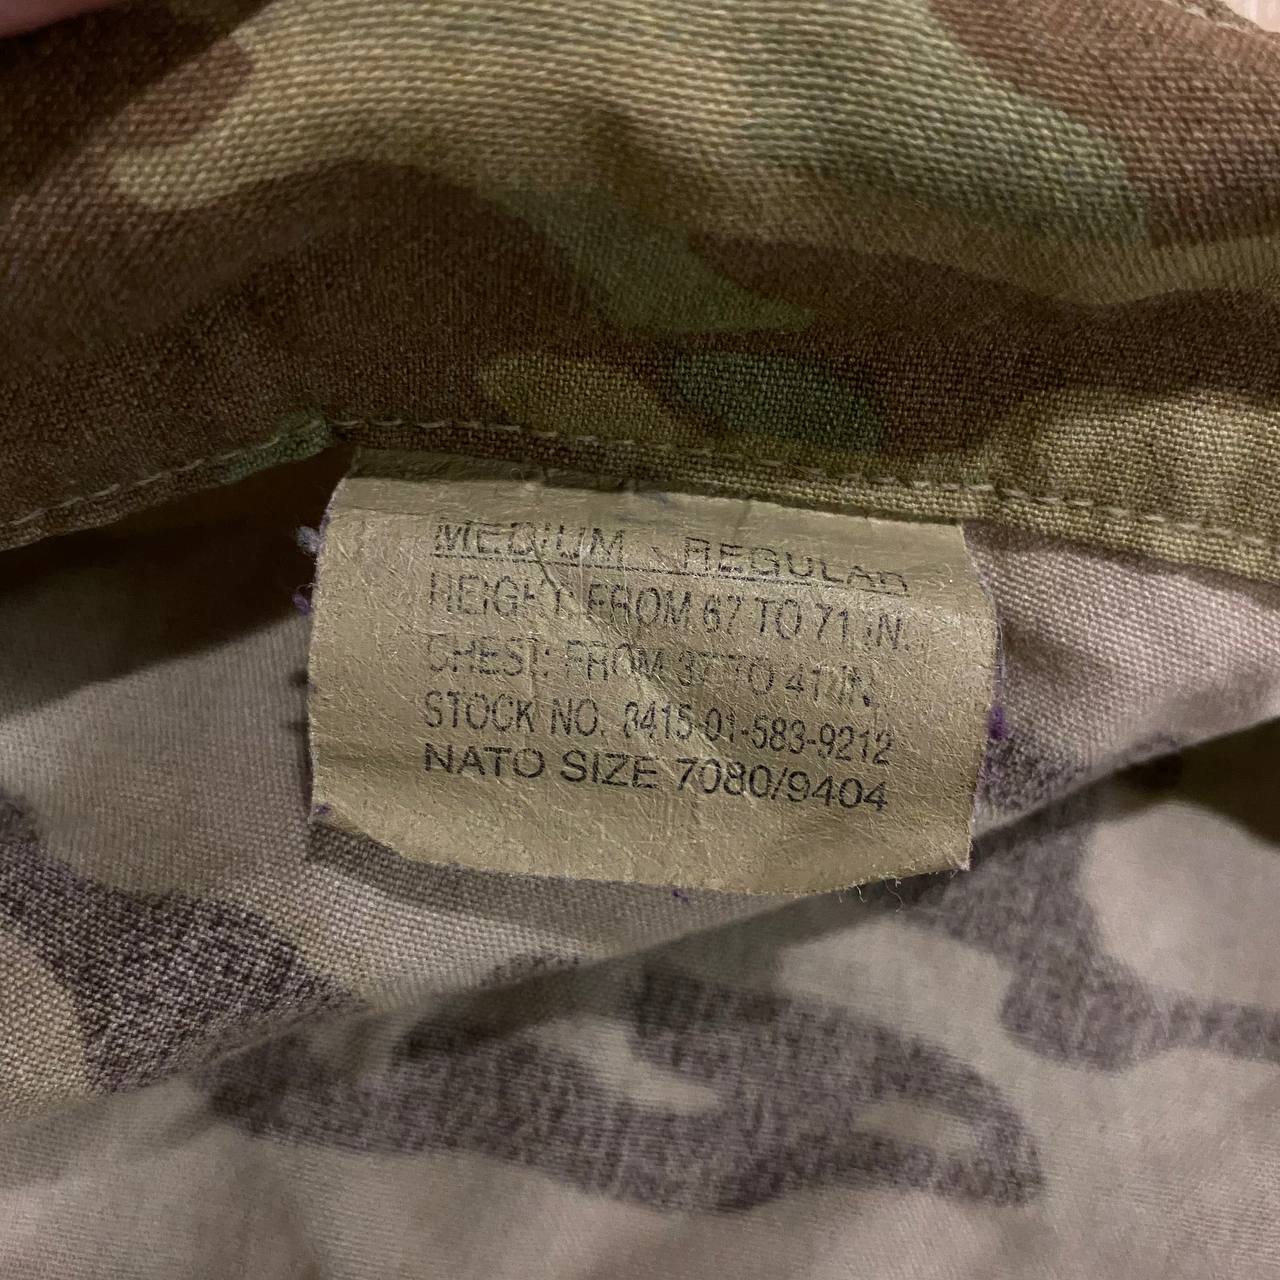 MEDIUM - REGULAR
HEIGHT: FROM 67 TO 71 IN.
CHEST: FROM 37 TO 41 IN.
STOCK NO. 8415-01-583-9212
NATO SIZE 7080/9404